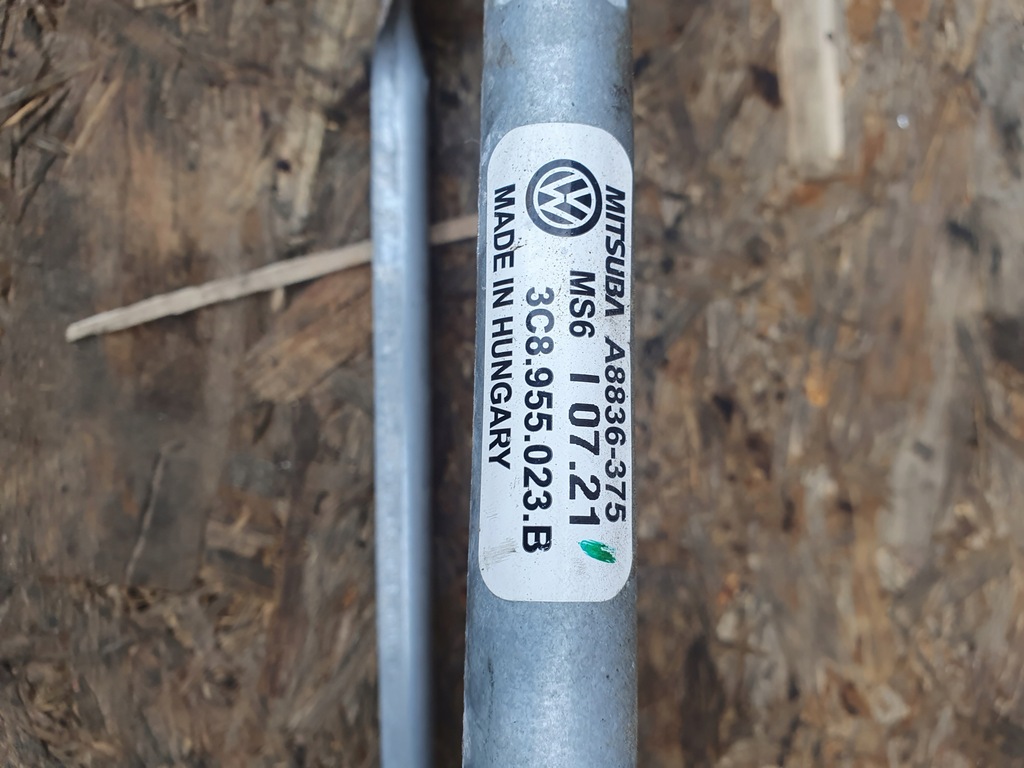 MITSUBA A8836-375
MS6 I 07.21
3C8.955.023.B
MADE IN HUNGARY